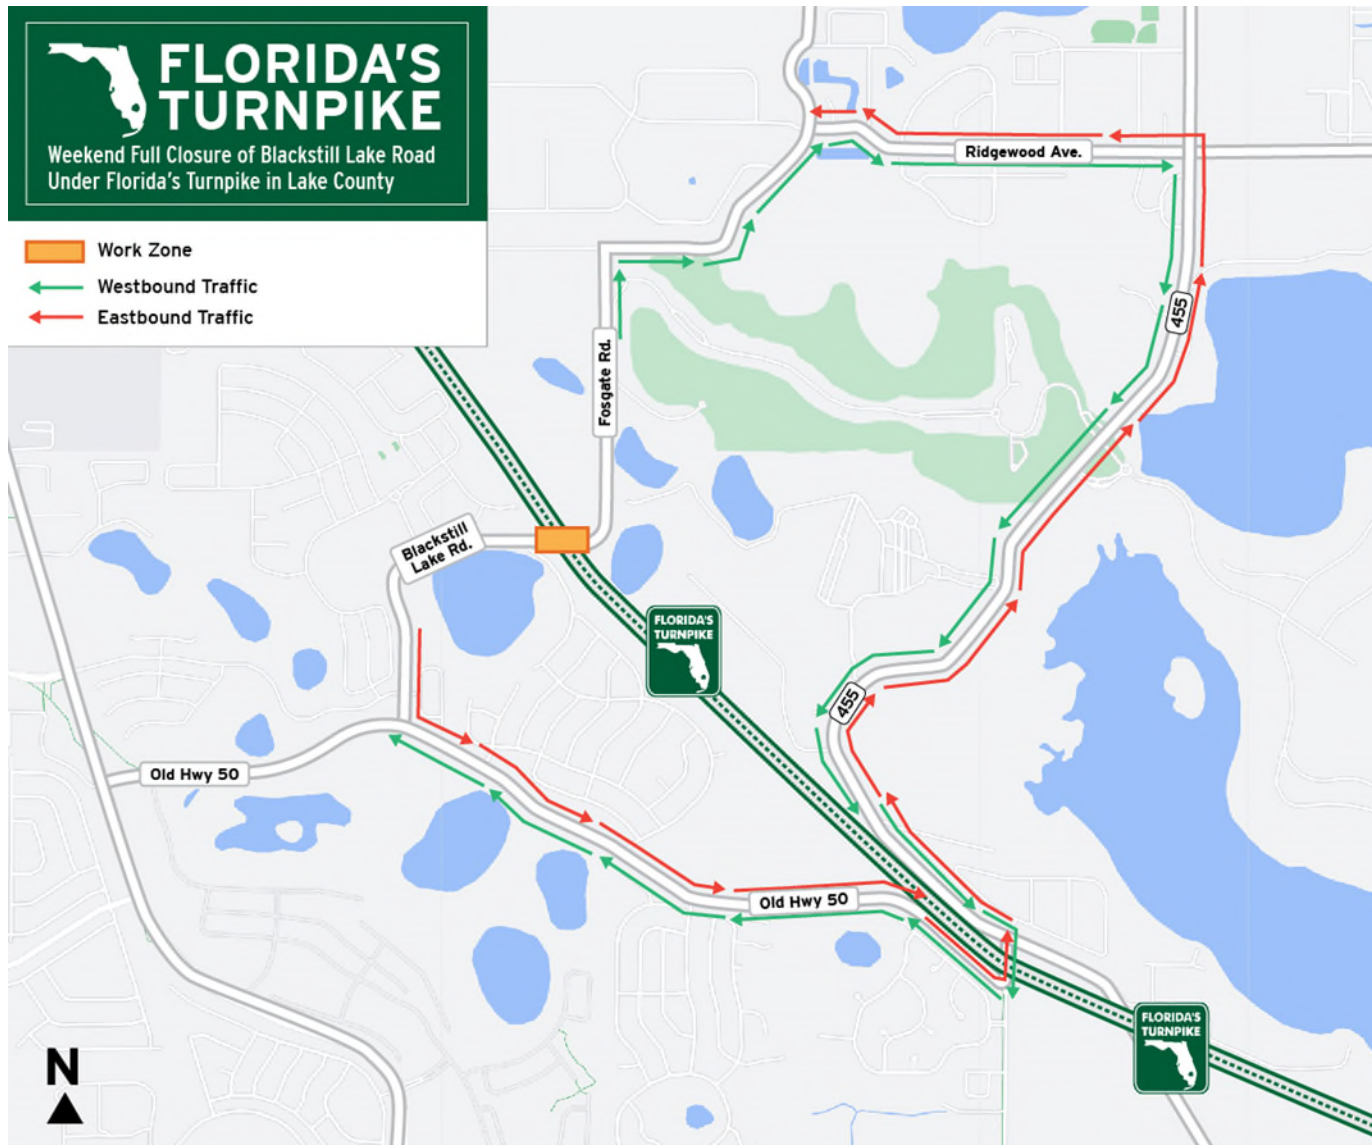 FLORIDA'S
TURNPIKE
Weekend Full Closure of Blackstill Lake Road
Under Florida's Turnpike in Lake County
Work Zone
Westbound Traffic
Eastbound Traffic
Ridgewood Ave.
455
Fosgate Rd.
Blackstill
Lake Rd.
FLORIDA'S
TURNPIKE
455
Old Hwy 50
Old Hwy 50
FLORIDA'S
TURNPIKE
N